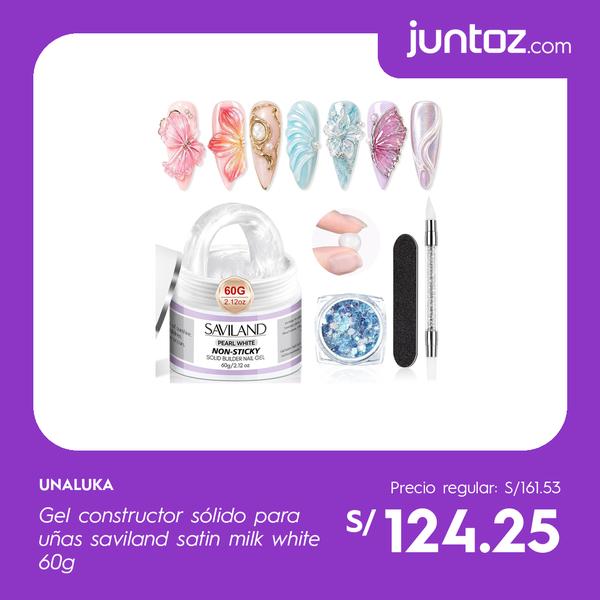 juntoz.com
60G
2.12oz
SAVILAND
PEARL WHITE
NON-STICKY
SOLID BUILDER NAIL GEL
60g/2.12 oz
UNALUKA
Precio regular: S/161.53
Gel constructor sólido para
uñas saviland satin milk white
60g
S/124.25